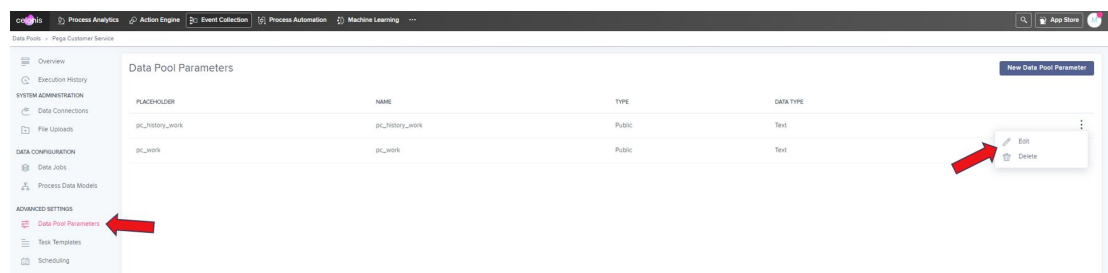 celonis Process Analytics Action Engine Event Collection Process Automation Machine Learning ··· App Store M
Data Pools > Pega Customer Service
Overview
Execution History
SYSTEM ADMINISTRATION
Data Connections
File Uploads
DATA CONFIGURATION
Data Jobs
Process Data Models
ADVANCED SETTINGS
Data Pool Parameters
Task Templates
Scheduling
Data Pool Parameters New Data Pool Parameter
PLACEHOLDER NAME TYPE DATA TYPE
pc_history_work pc_history_work Public Text
pc_work pc_work Public Text
Edit
Delete